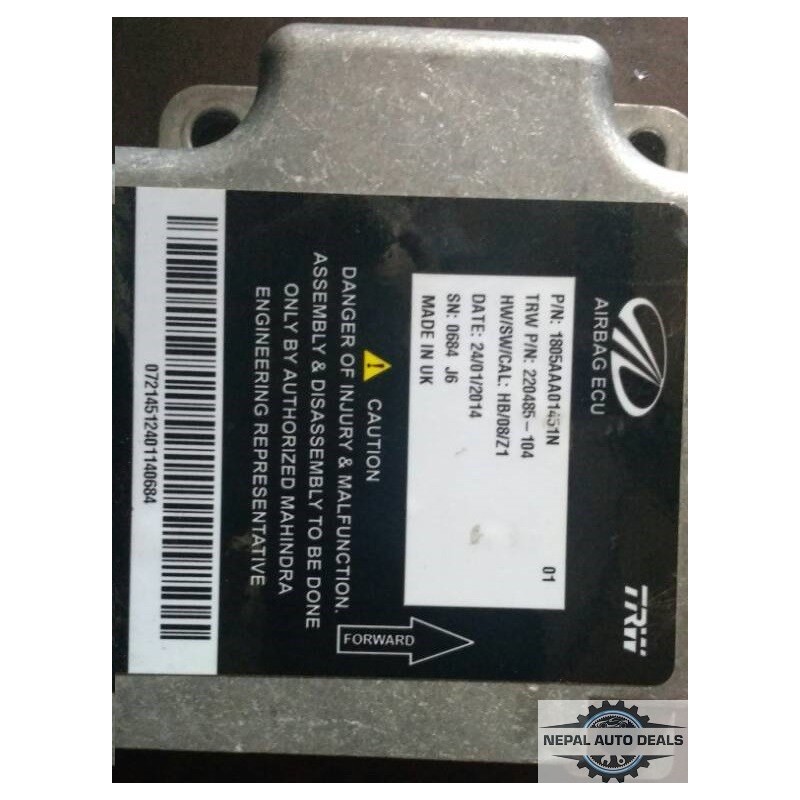 AIRBAG ECU
TRW
P/N: 1805AAA01451N
01
TRW P/N: 220485-104
HW/SW/CAL: HB/08/Z1
DATE: 24/01/2014
SN: 0684 J6
MADE IN UK
CAUTION
DANGER OF INJURY & MALFUNCTION.
ASSEMBLY & DISASSEMBLY TO BE DONE
ONLY BY AUTHORIZED MAHINDRA
ENGINEERING REPRESENTATIVE
FORWARD
07214512401140684
NEPAL AUTO DEALS